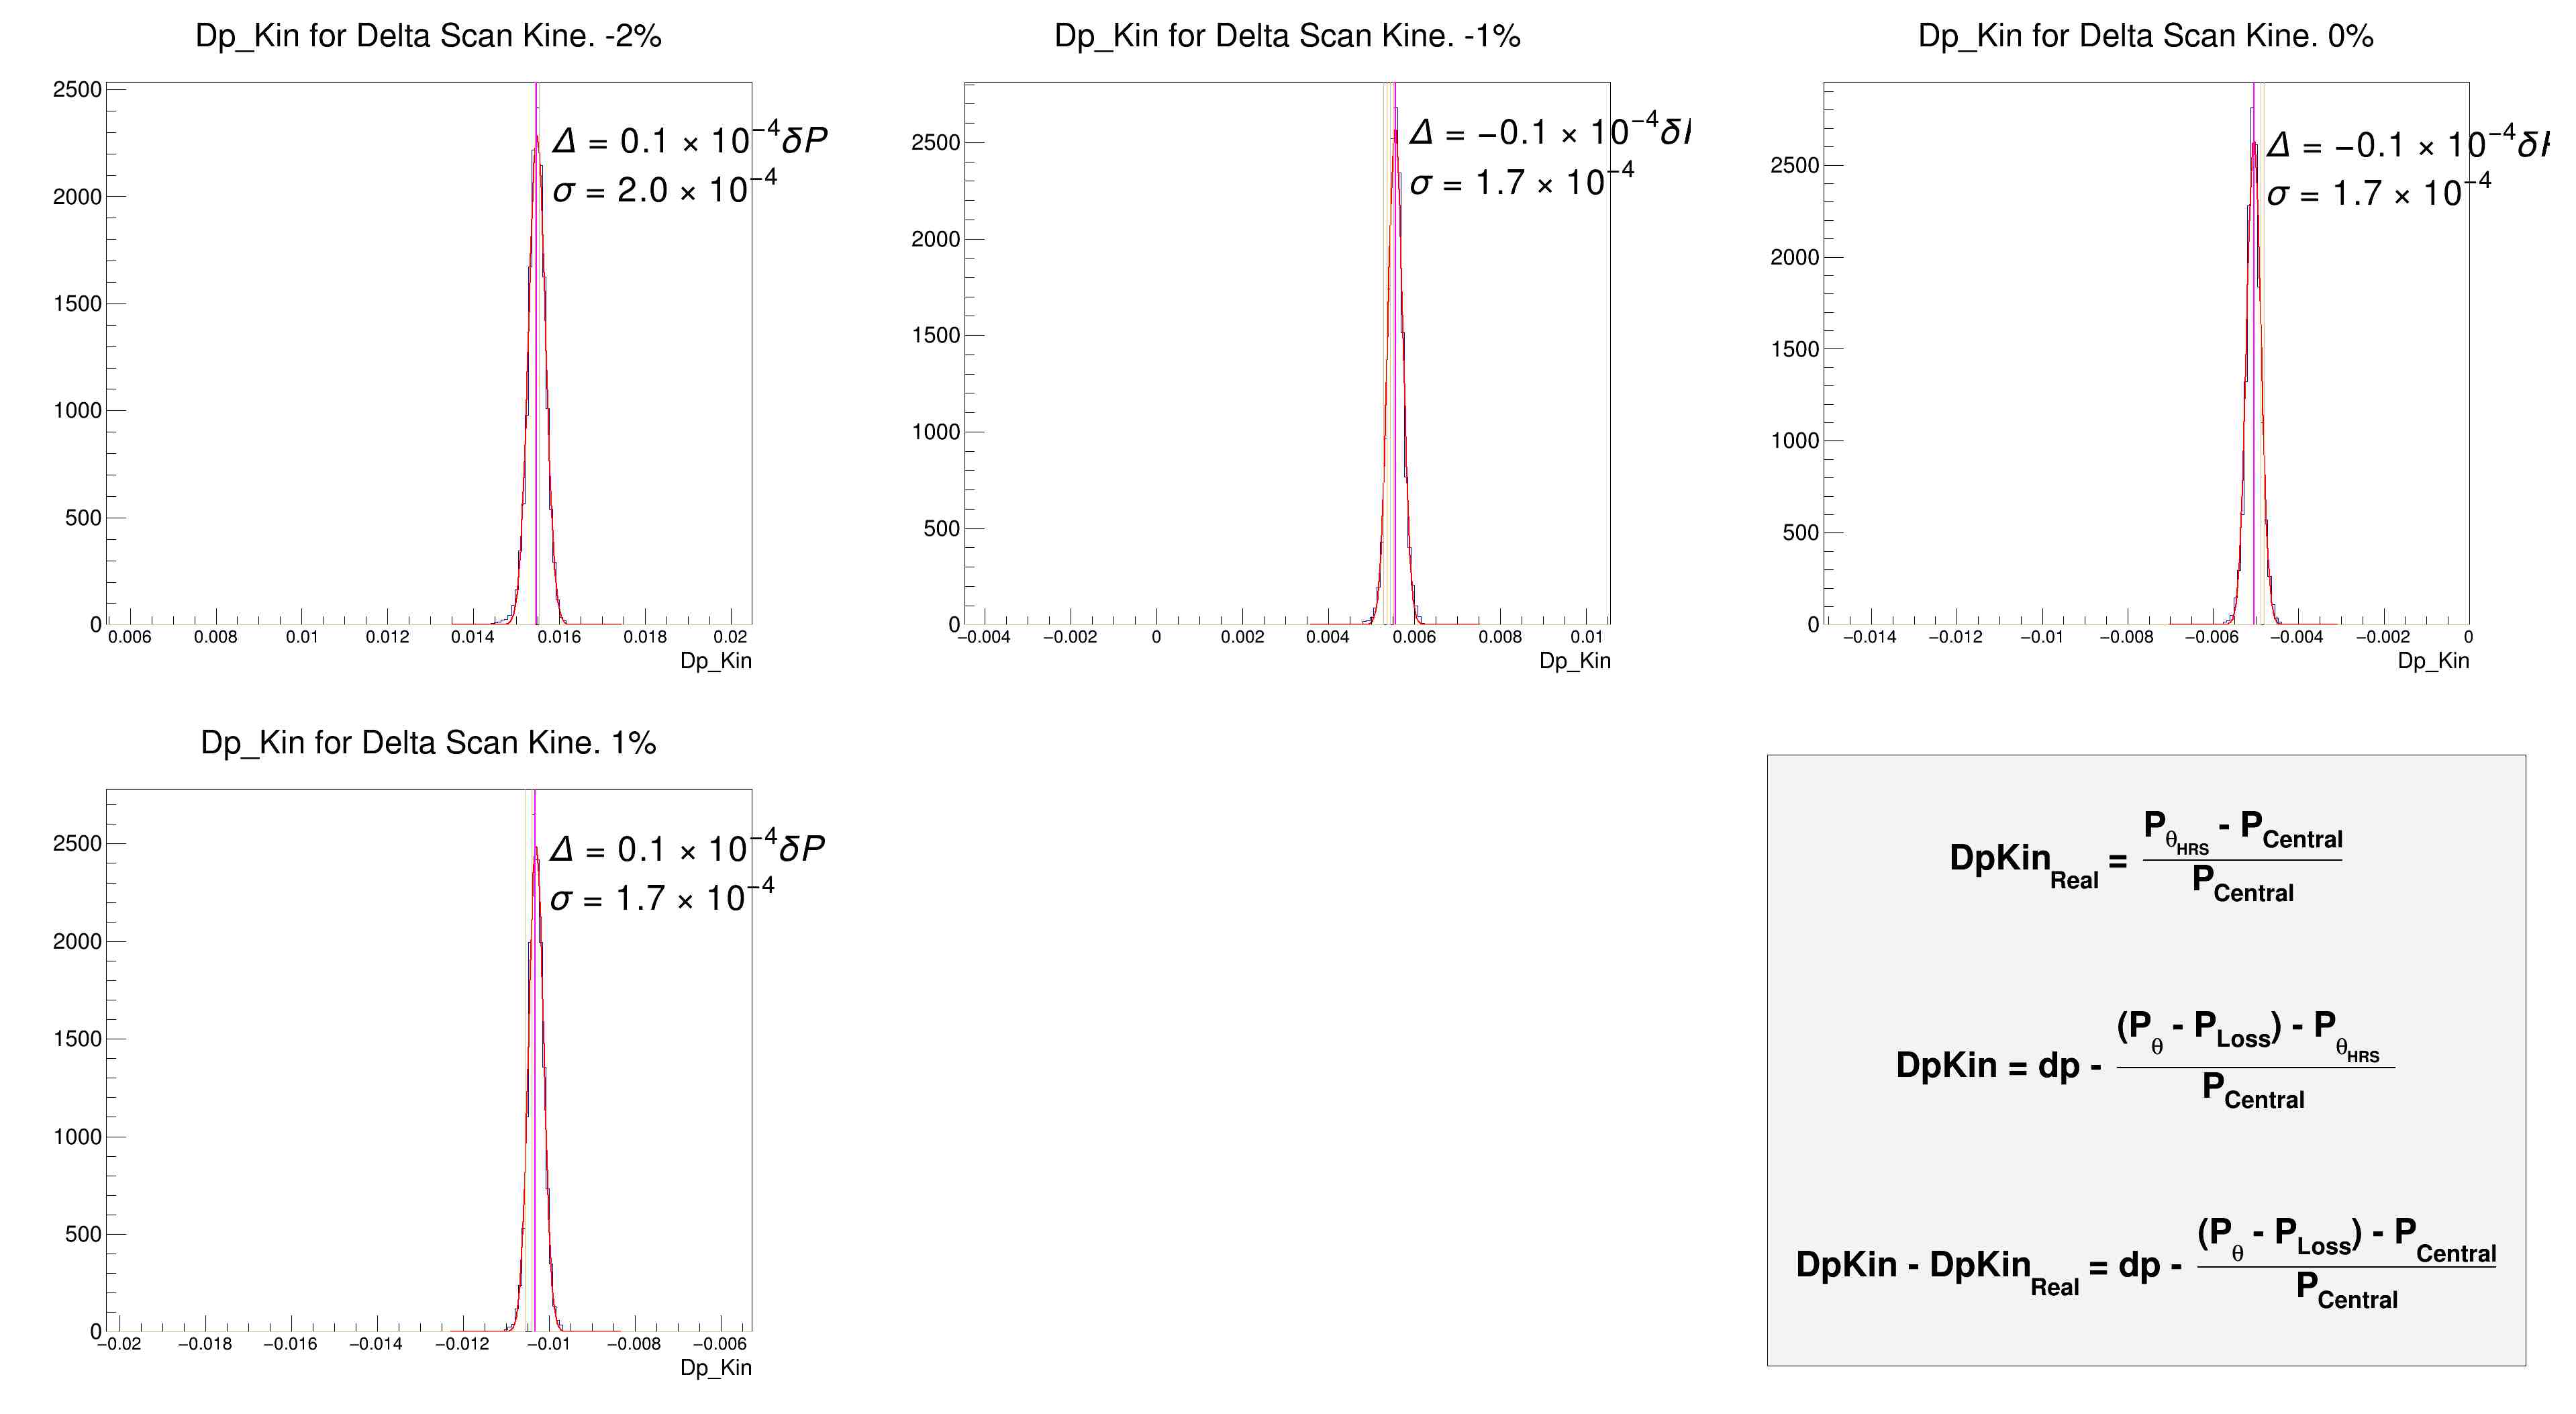 Dp_Kin for Delta Scan Kine. -2%
2500
2000
1500
1000
500
0
Δ = 0.1 × 10⁻⁴δP
σ = 2.0 × 10⁻⁴
0.006 0.008 0.01 0.012 0.014 0.016 0.018 0.02
Dp_Kin
Dp_Kin for Delta Scan Kine. -1%
2500
2000
1500
1000
500
0
Δ = −0.1 × 10⁻⁴δ
σ = 1.7 × 10⁻⁴
−0.004 −0.002 0 0.002 0.004 0.006 0.008 0.01
Dp_Kin
Dp_Kin for Delta Scan Kine. 0%
2500
2000
1500
1000
500
0
Δ = −0.1 × 10⁻⁴δ
σ = 1.7 × 10⁻⁴
−0.014 −0.012 −0.01 −0.008 −0.006 −0.004 −0.002 0
Dp_Kin
Dp_Kin for Delta Scan Kine. 1%
2500
2000
1500
1000
500
0
Δ = 0.1 × 10⁻⁴δP
σ = 1.7 × 10⁻⁴
−0.02 −0.018 −0.016 −0.014 −0.012 −0.01 −0.008 −0.006
Dp_Kin
P_θ_HRS - P_Central
DpKin_Real =
P_Central
(P_θ - P_Loss) - P_θ_HRS
DpKin = dp -
P_Central
(P_θ - P_Loss) - P_Central
DpKin - DpKin_Real = dp -
P_Central